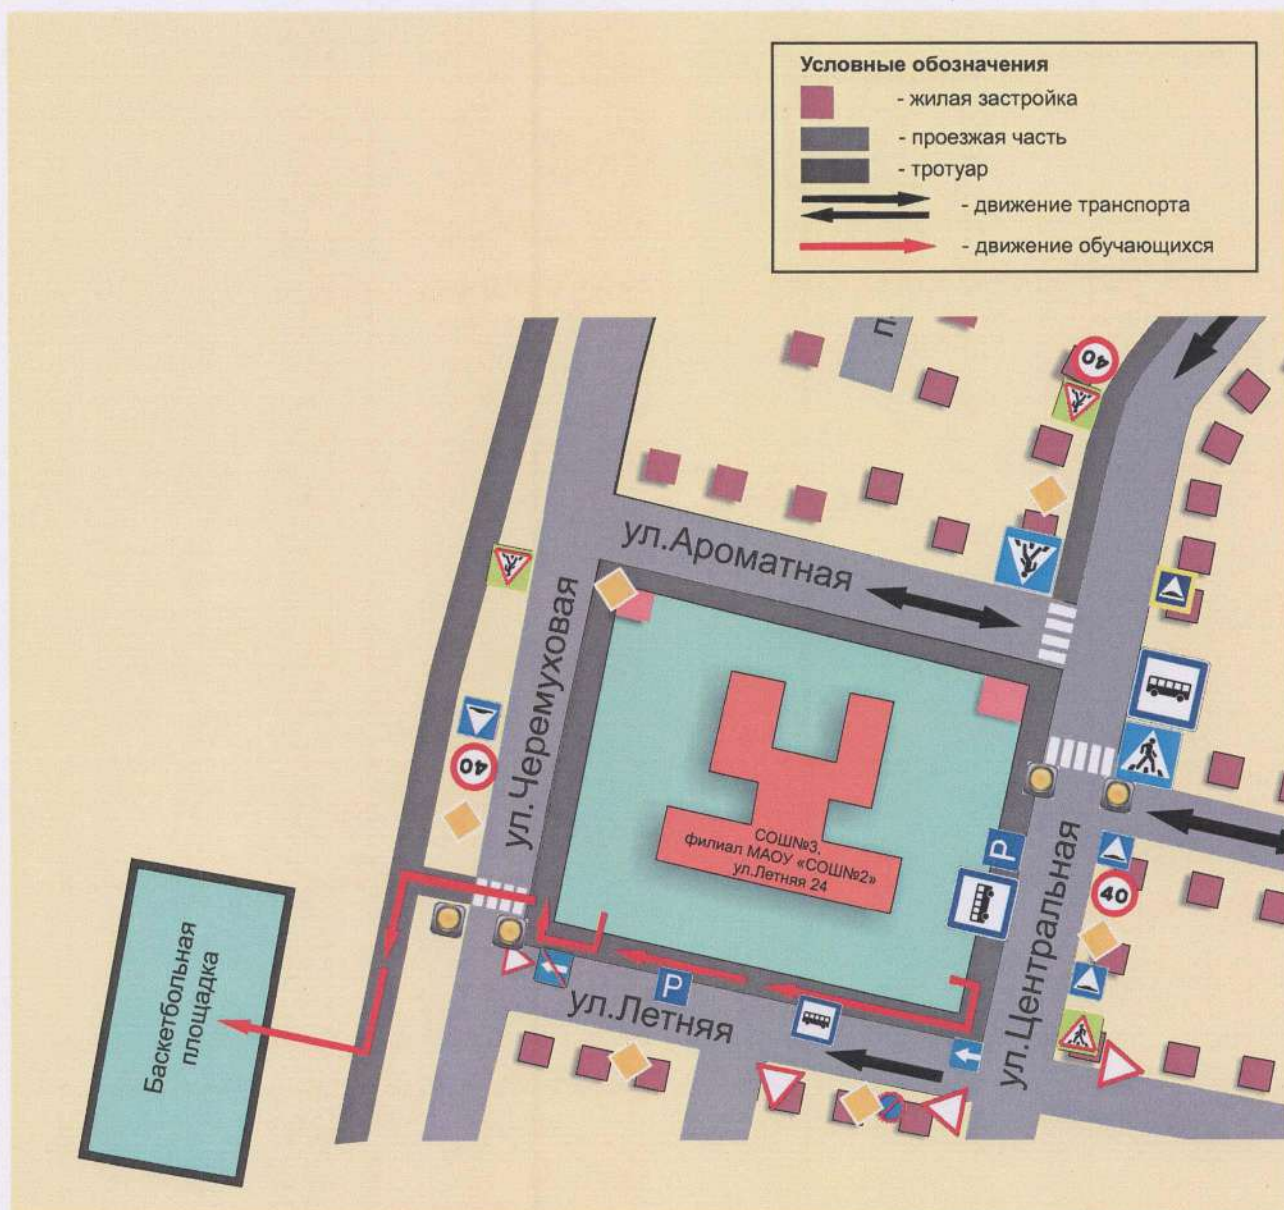 Условные обозначения
- жилая застройка
- проезжая часть
- тротуар
- движение транспорта
- движение обучающихся
40
ул.Ароматная
ул.Черемуховая
40
СОШ№3,
филиал МАОУ «СОШ№2»
ул.Летняя 24
P
40
ул.Центральная
P
ул.Летняя
Баскетбольная
площадка